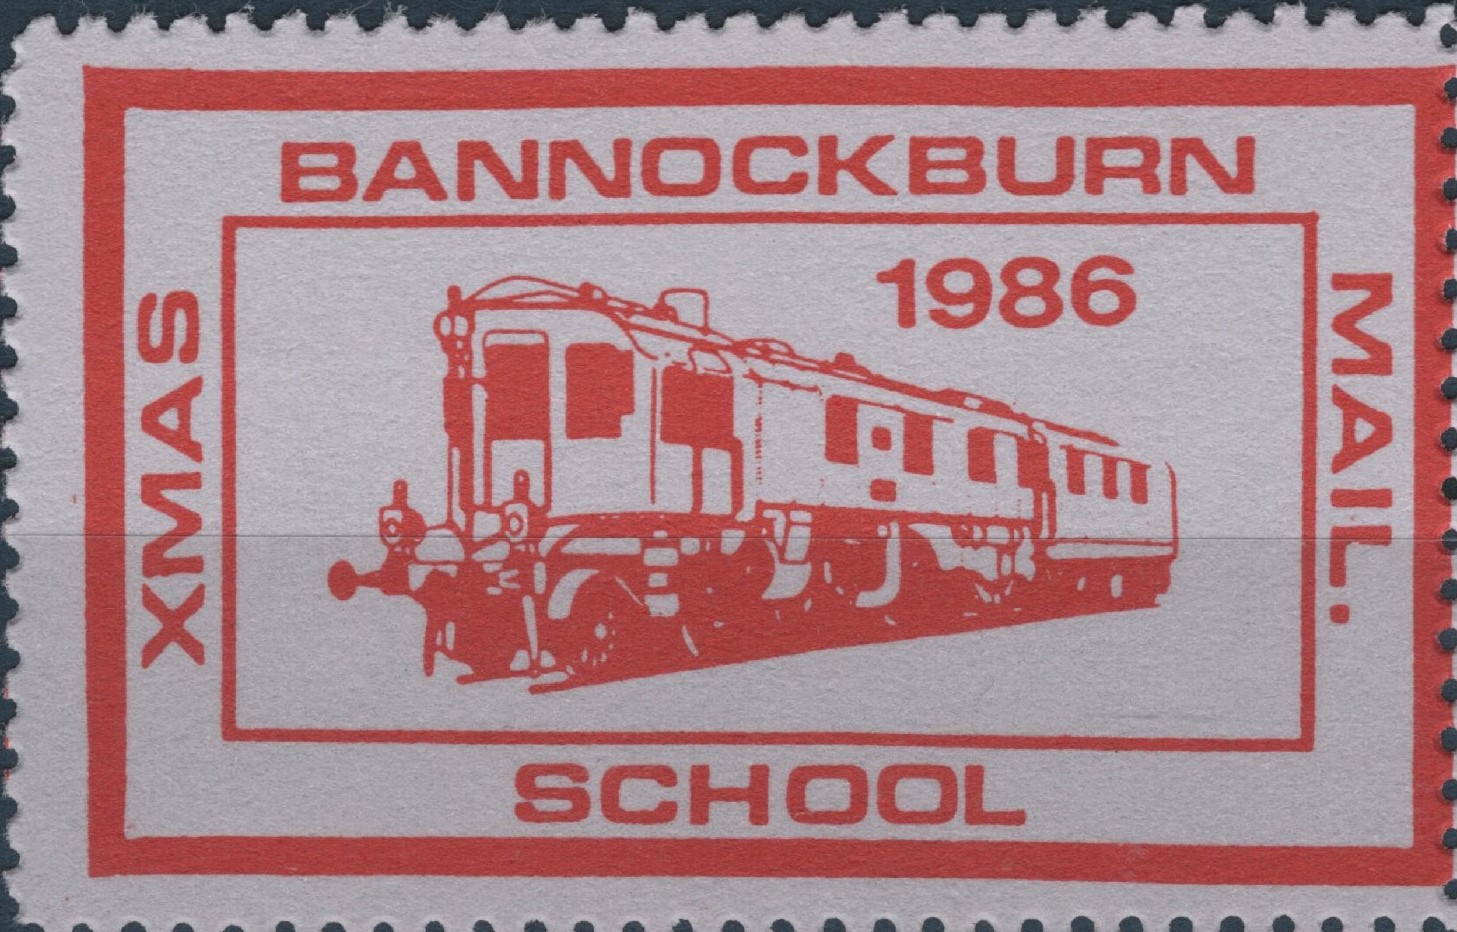 BANNOCKBURN
1986
XMAS
MAIL.
SCHOOL